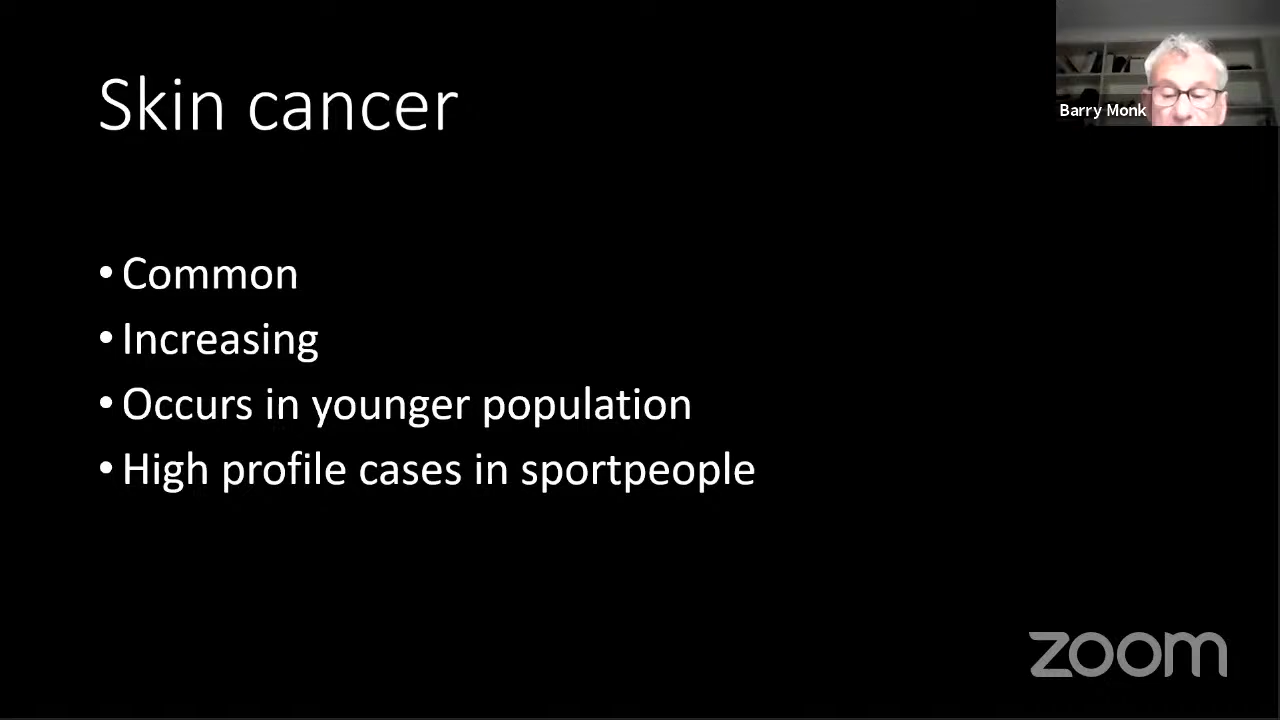 Skin cancer
Barry Monk
• Common
• Increasing
• Occurs in younger population
• High profile cases in sportpeople
zoom